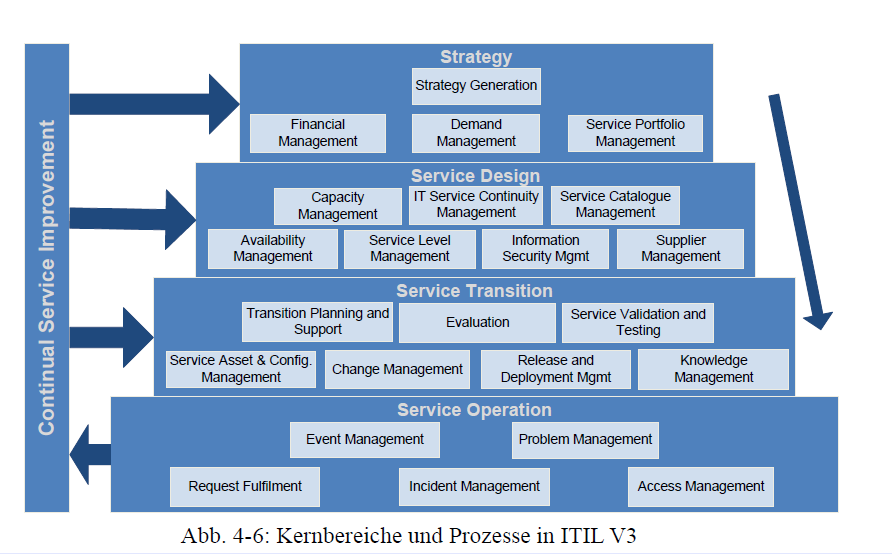 Continual Service Improvement
Strategy
Strategy Generation
Financial
Management
Demand
Management
Service Portfolio
Management
Service Design
Capacity
Management
IT Service Continuity
Management
Service Catalogue
Management
Availability
Management
Service Level
Management
Information
Security Mgmt
Supplier
Management
Service Transition
Transition Planning and
Support
Evaluation
Service Validation and
Testing
Service Asset & Config.
Management
Change Management
Release and
Deployment Mgmt
Knowledge
Management
Service Operation
Event Management
Problem Management
Request Fulfilment
Incident Management
Access Management
Abb. 4-6: Kernbereiche und Prozesse in ITIL V3